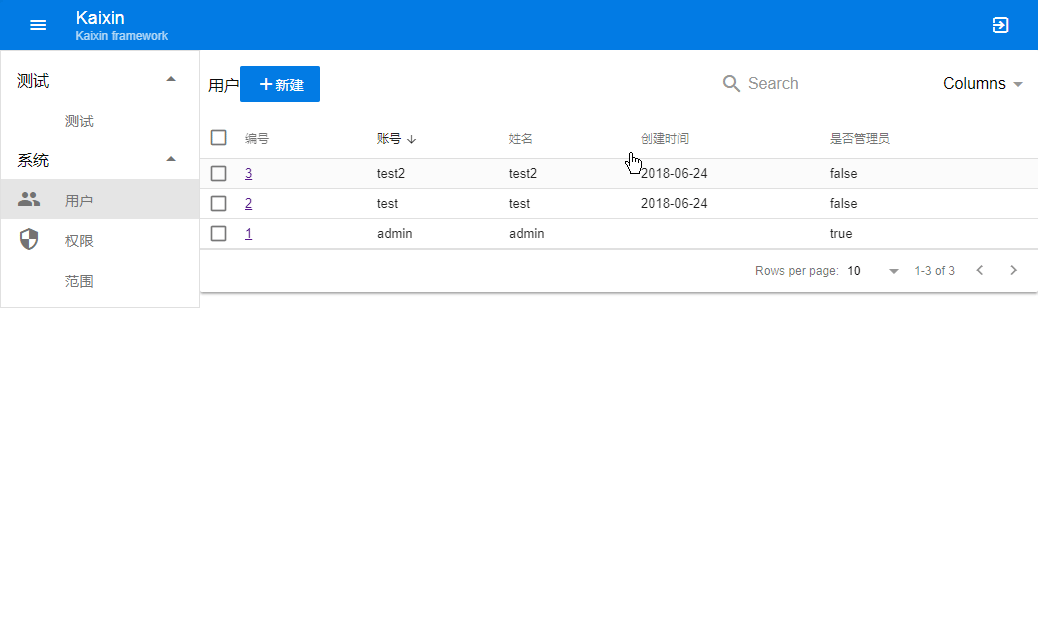 Kaixin
Kaixin framework
测试
测试
系统
用户
权限
范围
用户 新建 Search Columns
编号 账号 姓名 创建时间 是否管理员
3 test2 test2 2018-06-24 false
2 test test 2018-06-24 false
1 admin admin true
Rows per page: 10 1-3 of 3